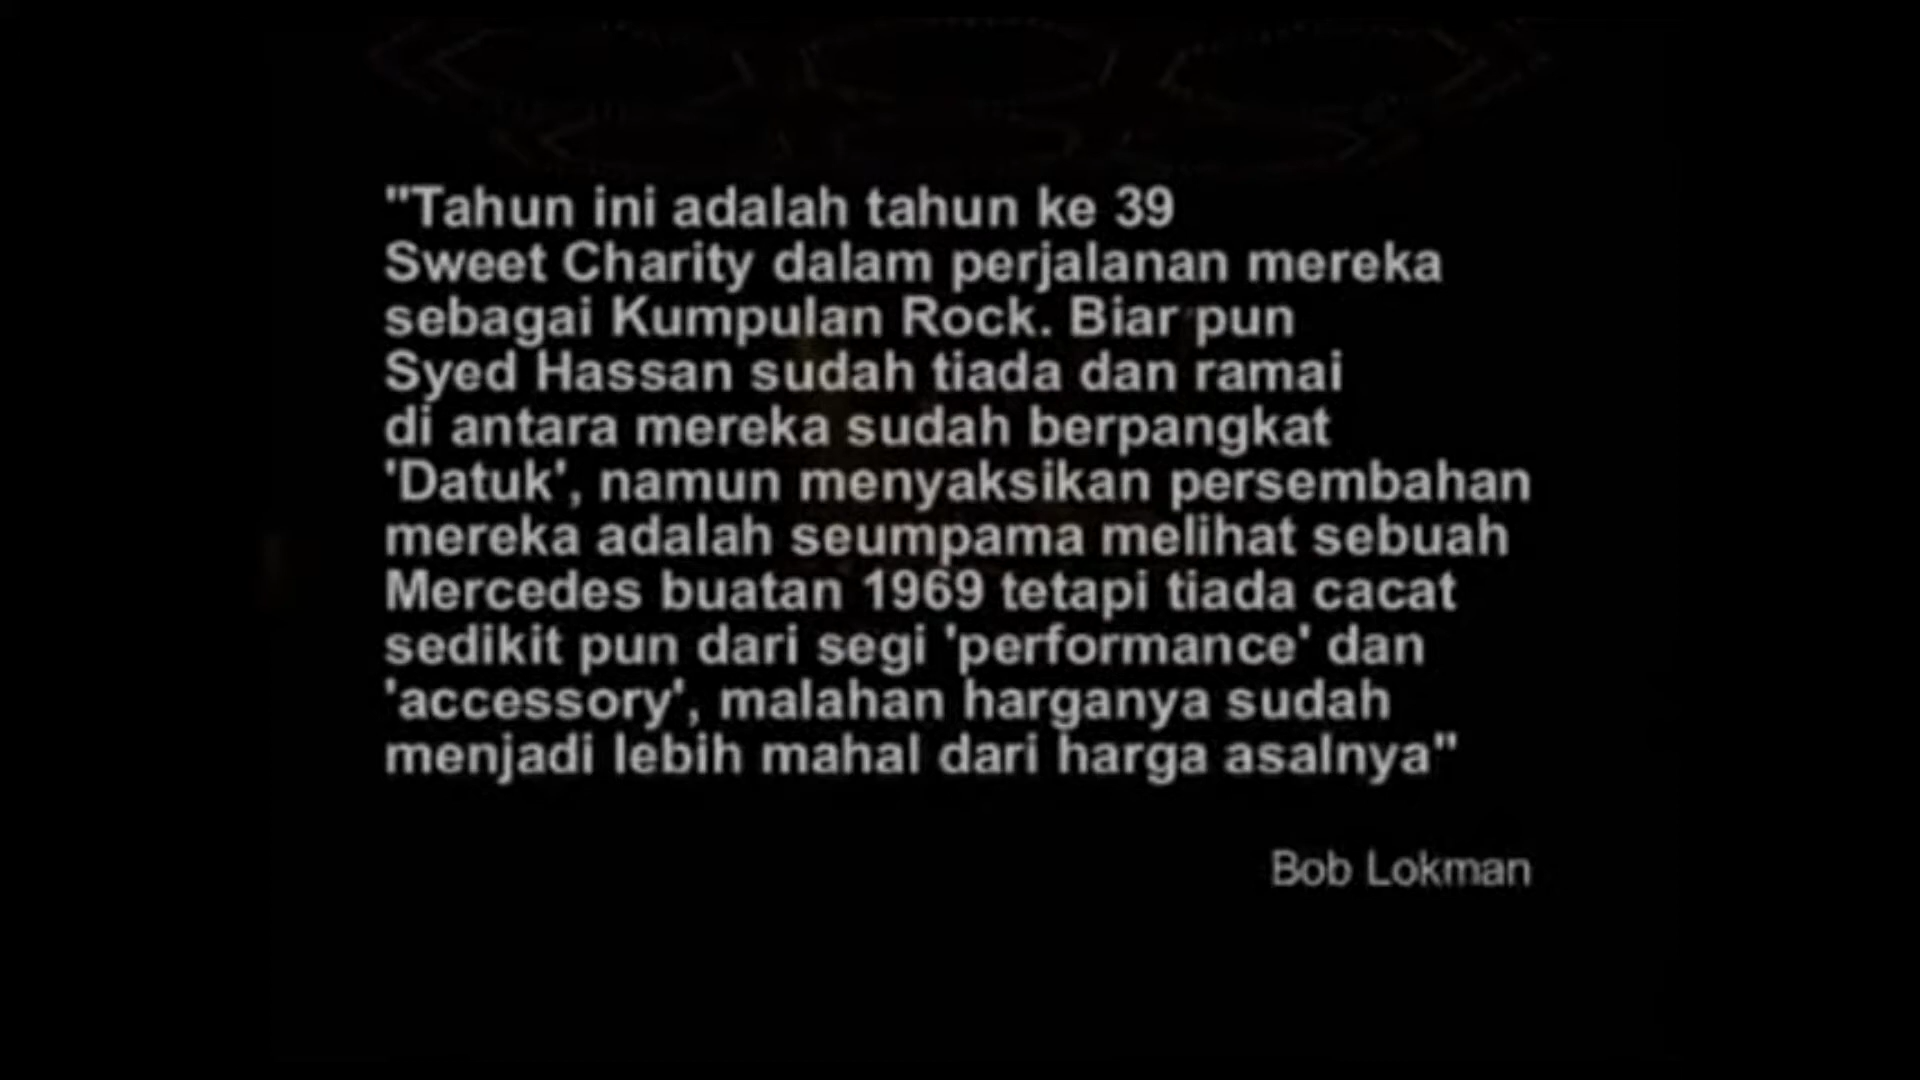 "Tahun ini adalah tahun ke 39
Sweet Charity dalam perjalanan mereka
sebagai Kumpulan Rock. Biar pun
Syed Hassan sudah tiada dan ramai
di antara mereka sudah berpangkat
'Datuk', namun menyaksikan persembahan
mereka adalah seumpama melihat sebuah
Mercedes buatan 1969 tetapi tiada cacat
sedikit pun dari segi 'performance' dan
'accessory', malahan harganya sudah
menjadi lebih mahal dari harga asalnya"
Bob Lokman